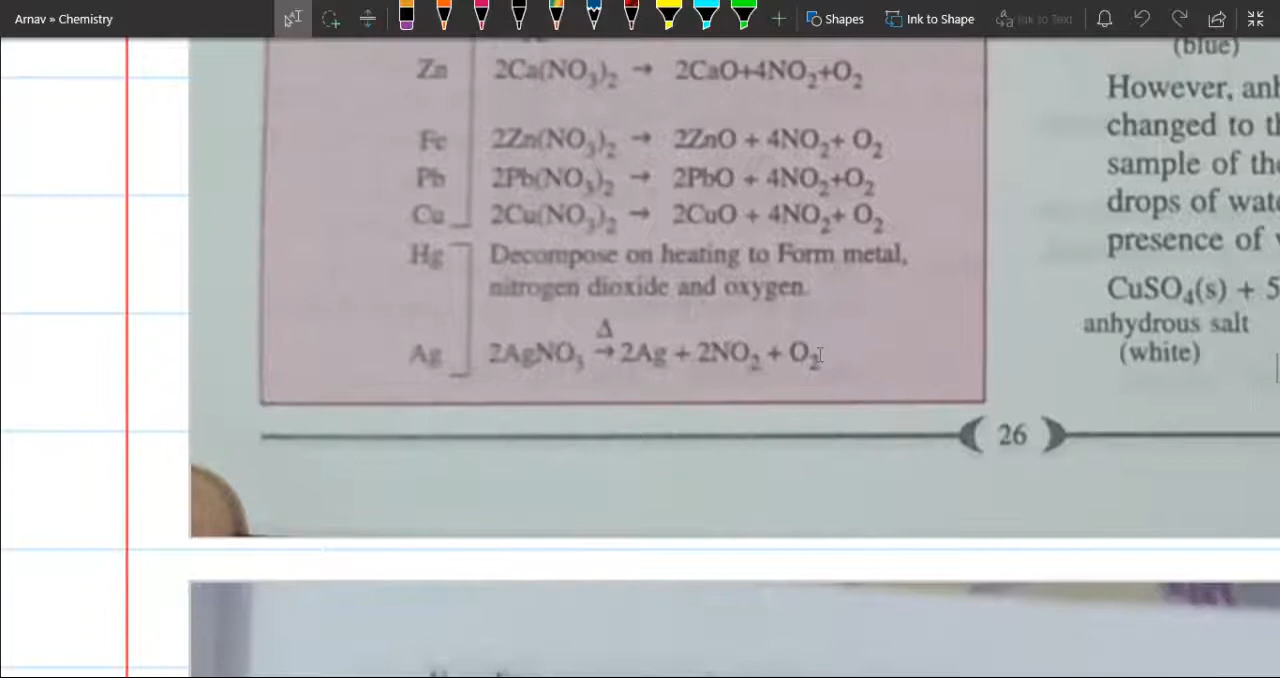 Arnav » Chemistry
Shapes
Ink to Shape
Ink to Text
Zn 2Ca(NO₃)₂ → 2CaO+4NO₂+O₂
Fe 2Zn(NO₃)₂ → 2ZnO + 4NO₂+ O₂
Pb 2Pb(NO₃)₂ → 2PbO + 4NO₂+O₂
Cu 2Cu(NO₃)₂ → 2CuO + 4NO₂+ O₂
Hg Decompose on heating to Form metal,
nitrogen dioxide and oxygen.
Δ
Ag 2AgNO₃ → 2Ag + 2NO₂ + O₂
26
(blue)
However, anh
changed to th
sample of the
drops of wate
presence of
CuSO₄(s) + 5
anhydrous salt
(white)